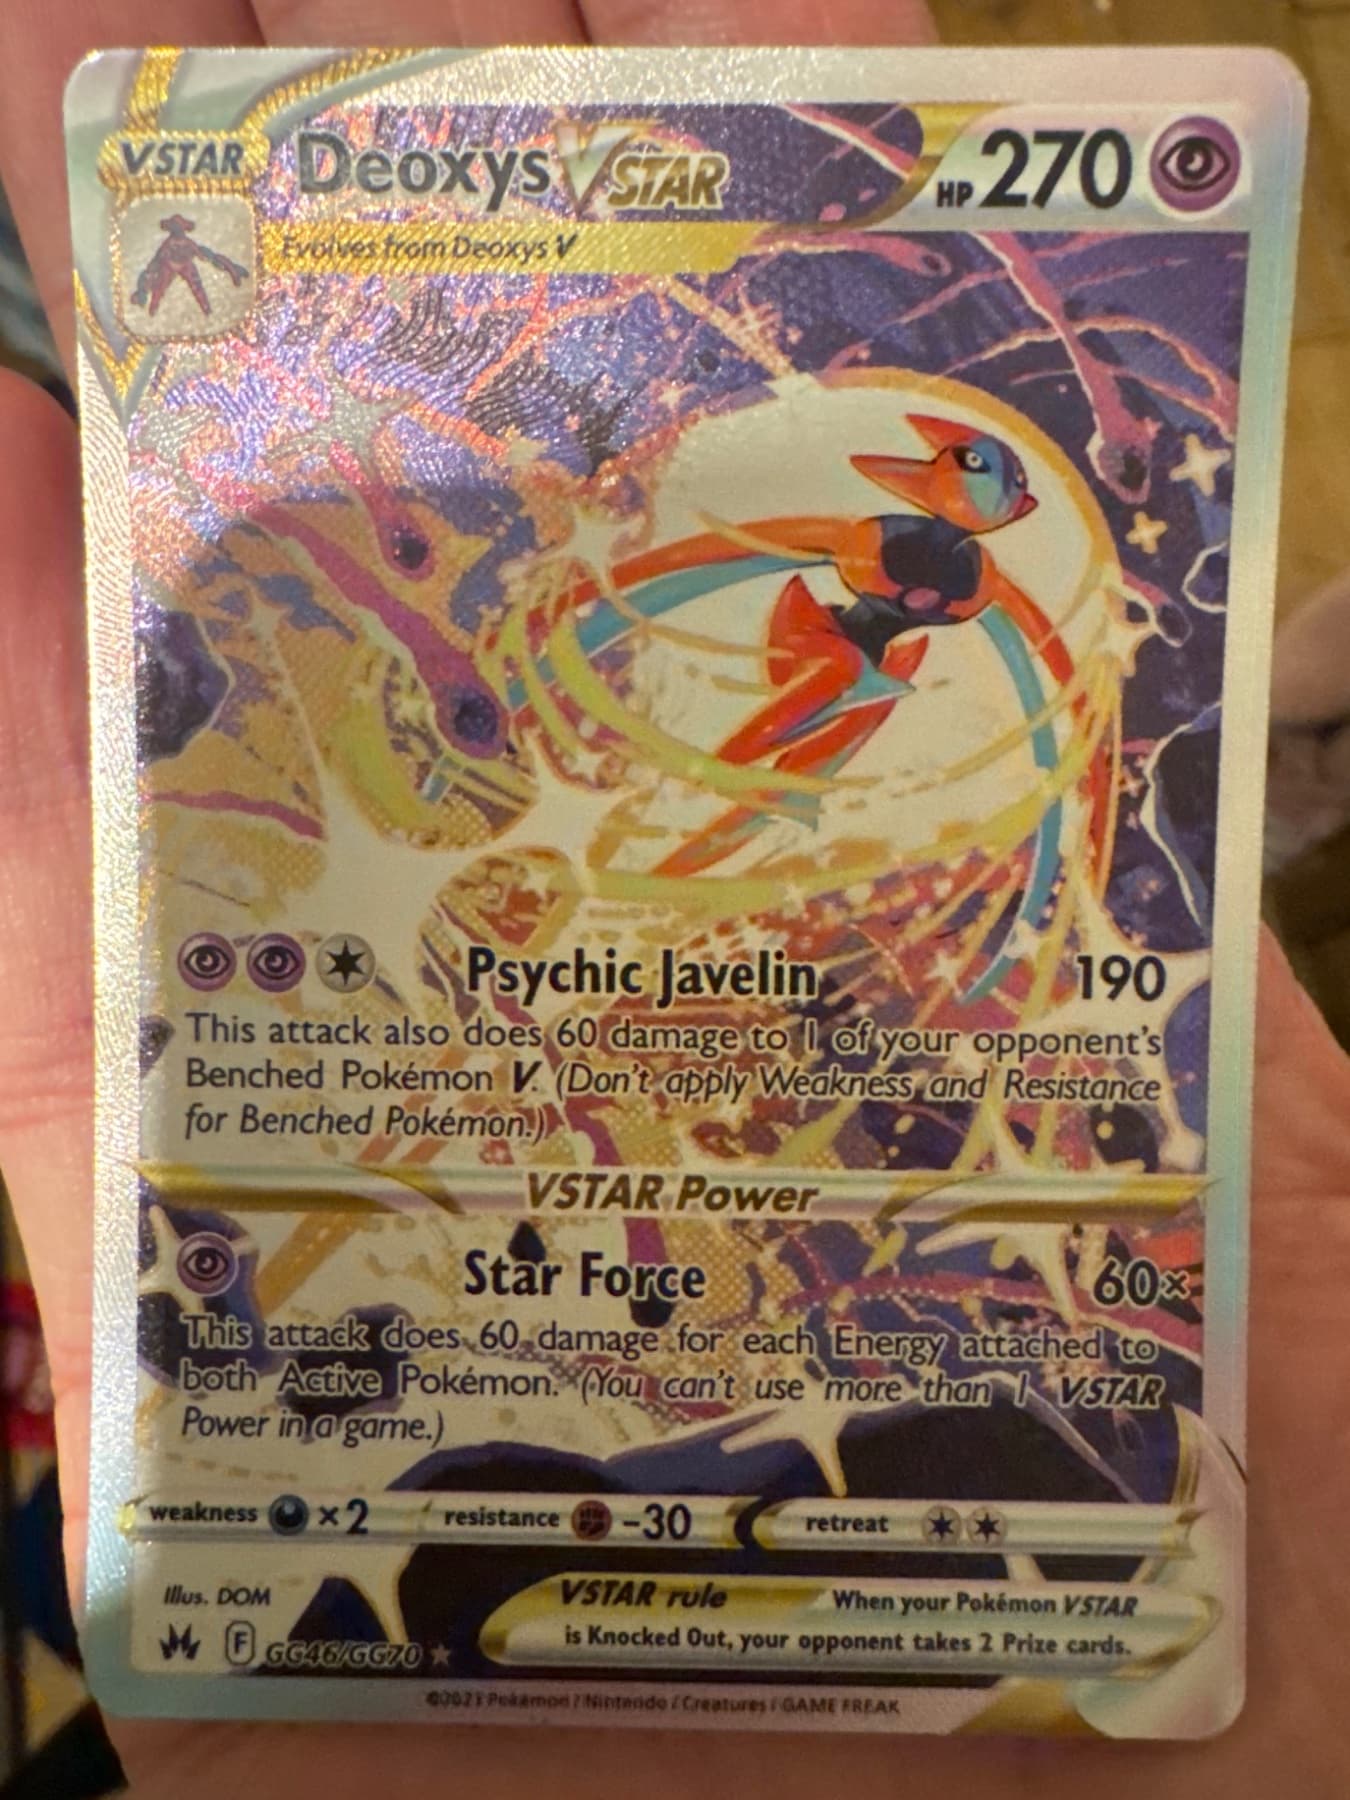 VSTAR Deoxys VSTAR HP 270
Evolves from Deoxys V
Psychic Javelin 190
This attack also does 60 damage to 1 of your opponent's
Benched Pokémon V. (Don't apply Weakness and Resistance
for Benched Pokémon.)
VSTAR Power
Star Force 60×
This attack does 60 damage for each Energy attached to
both Active Pokémon. (You can't use more than 1 VSTAR
Power in a game.)
weakness ×2 resistance -30 retreat
Illus. DOM
VSTAR rule When your Pokémon VSTAR
is Knocked Out, your opponent takes 2 Prize cards.
F GG46/GG70
©2023 Pokémon / Nintendo / Creatures / GAME FREAK